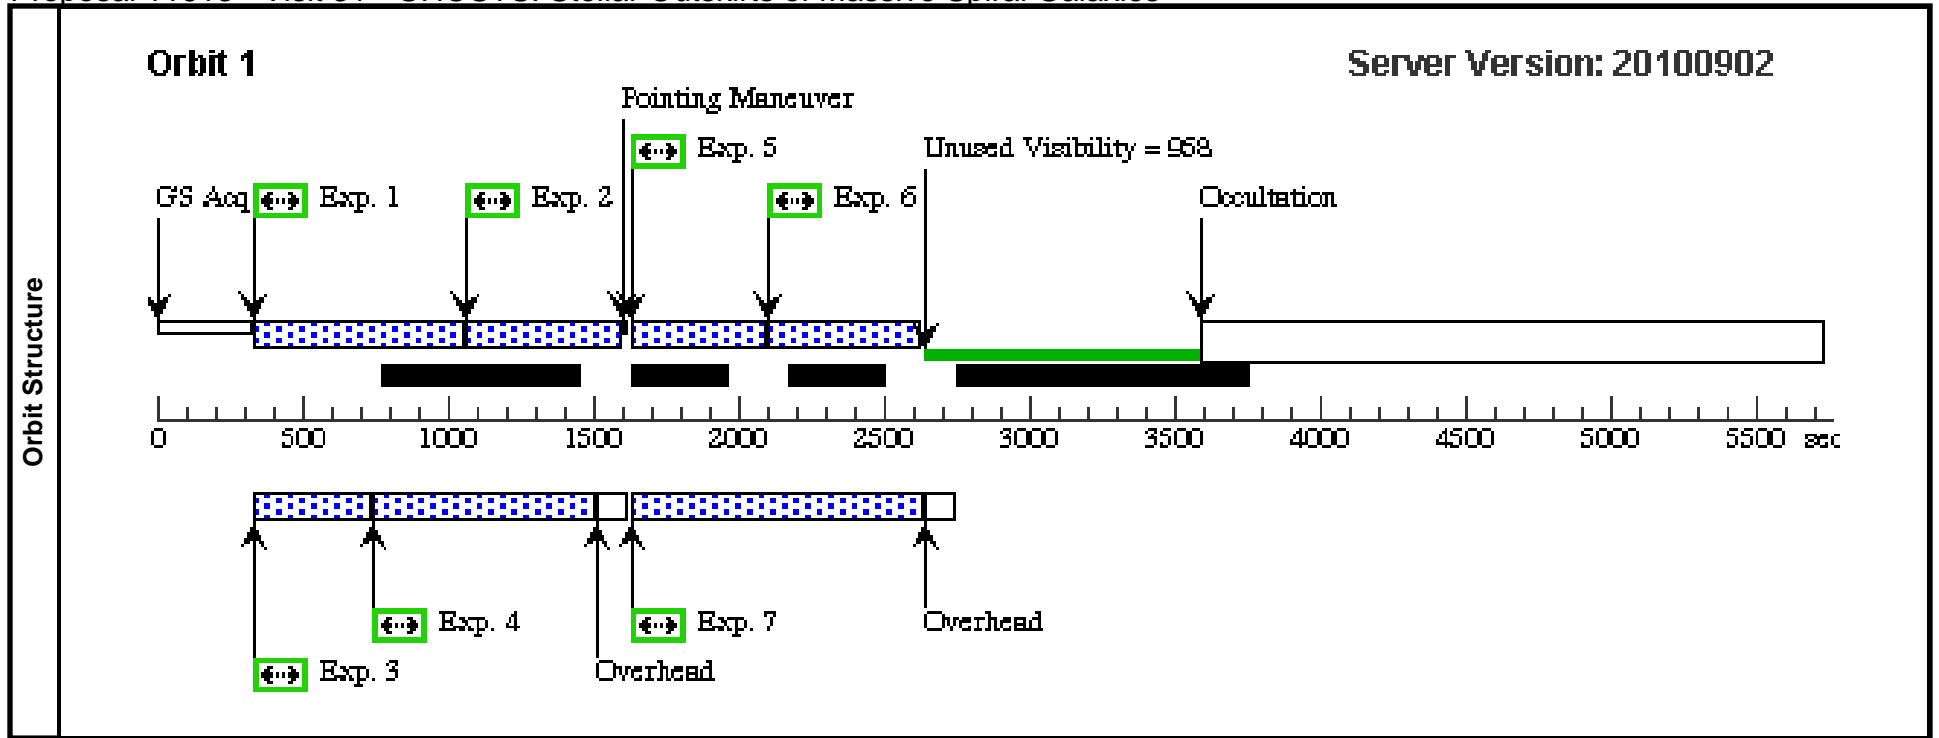 Orbit 1
Server Version: 20100902
Pointing Maneuver
Exp. 5
Unused Visibility = 958
GS Acq
Exp. 1
Exp. 2
Exp. 6
Occultation
Orbit Structure
0 500 1000 1500 2000 2500 3000 3500 4000 4500 5000 5500 sec
Exp. 4
Exp. 7
Overhead
Exp. 3
Overhead